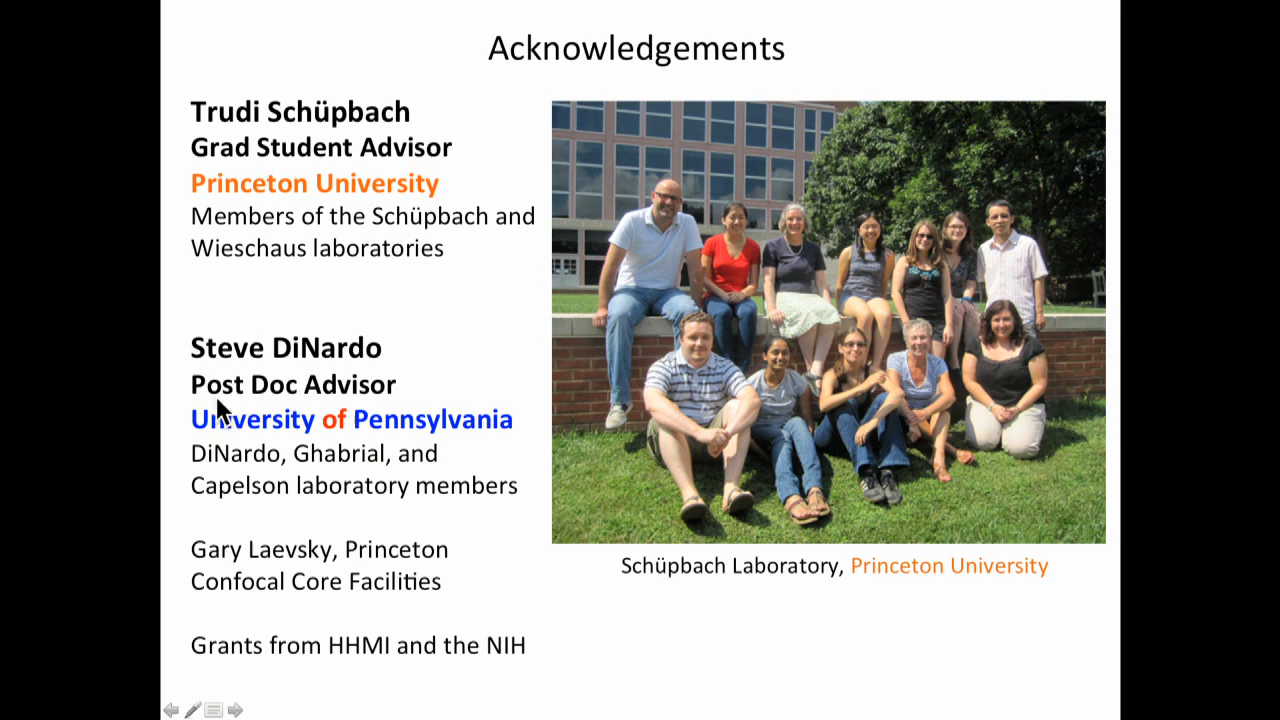 Acknowledgements
Trudi Schüpbach
Grad Student Advisor
Princeton University
Members of the Schüpbach and
Wieschaus laboratories
Steve DiNardo
Post Doc Advisor
University of Pennsylvania
DiNardo, Ghabrial, and
Capelson laboratory members
Gary Laevsky, Princeton
Confocal Core Facilities
Grants from HHMI and the NIH
Schüpbach Laboratory, Princeton University